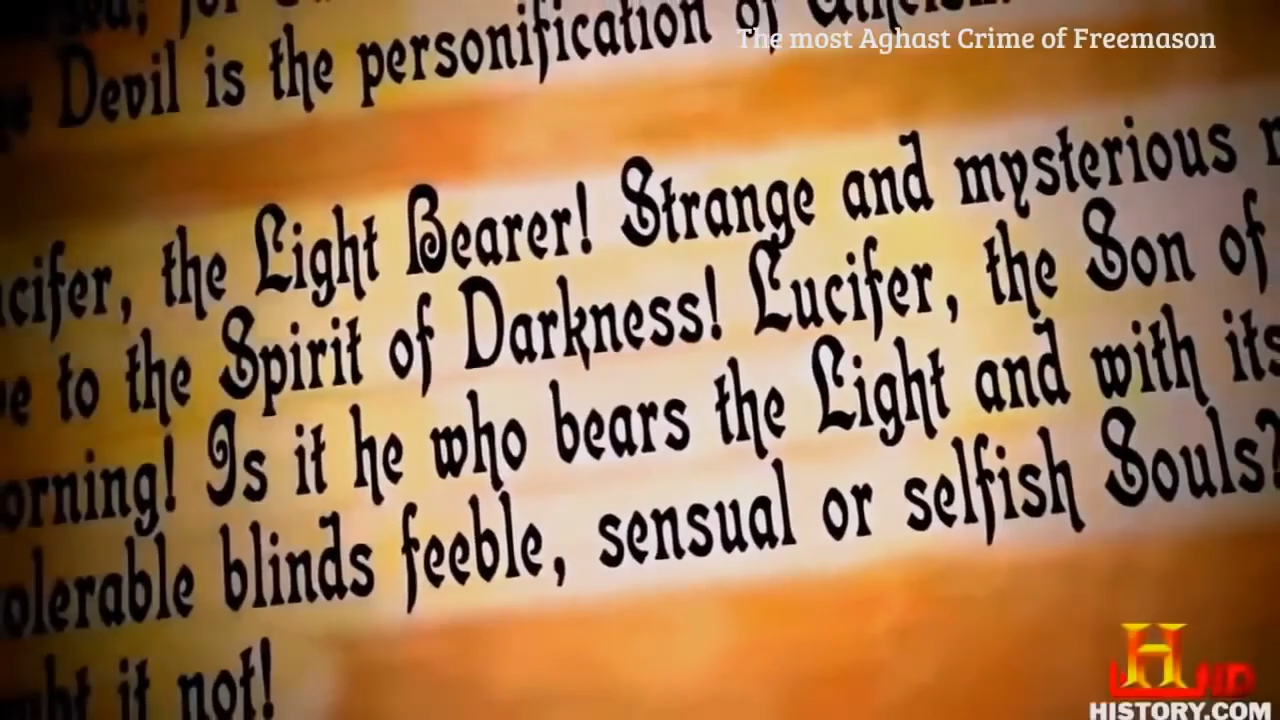 The most Aghast Crime of Freemason
Devil is the personification of
cifer, the Light Bearer! Strange and mysterious
e to the Spirit of Darkness! Lucifer, the Son of
orning! Is it he who bears the Light and with its
olerable blinds feeble, sensual or selfish Souls?
it not!
H HD
HISTORY.COM